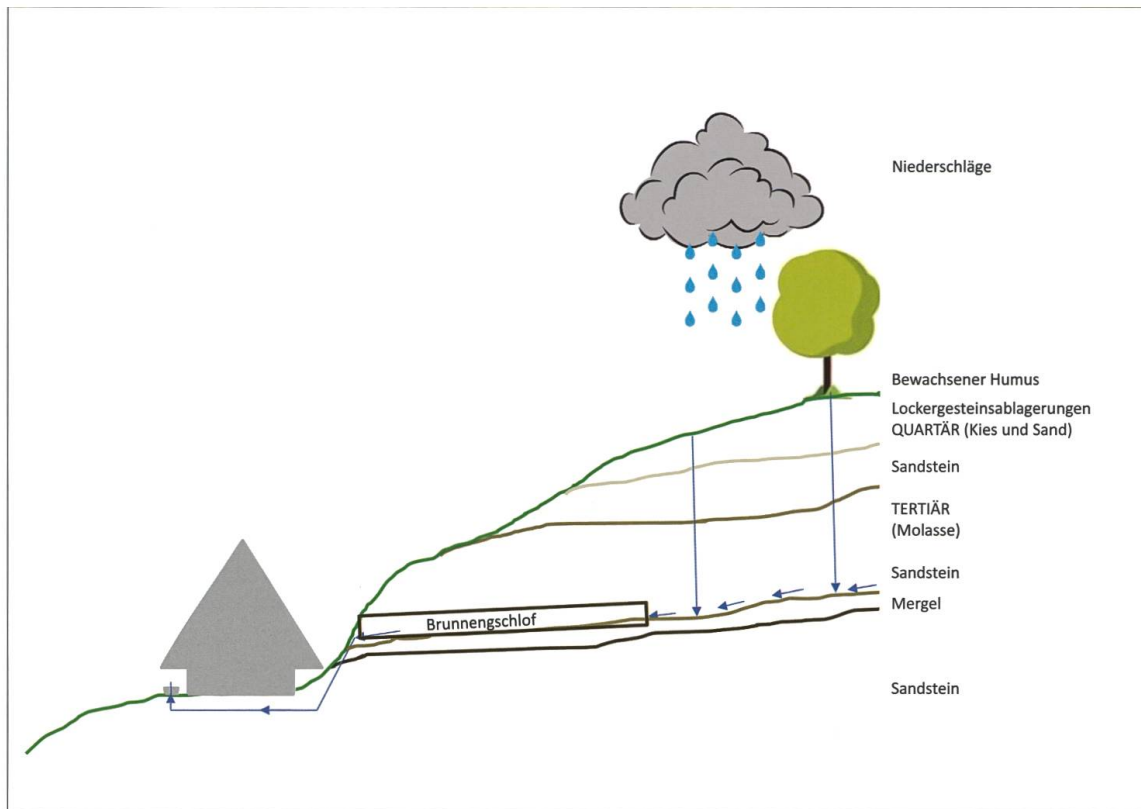 Niederschläge
Bewachsener Humus
Lockergesteinsablagerungen
QUARTÄR (Kies und Sand)
Sandstein
TERTIÄR
(Molasse)
Sandstein
Mergel
Brunnengschlof
Sandstein